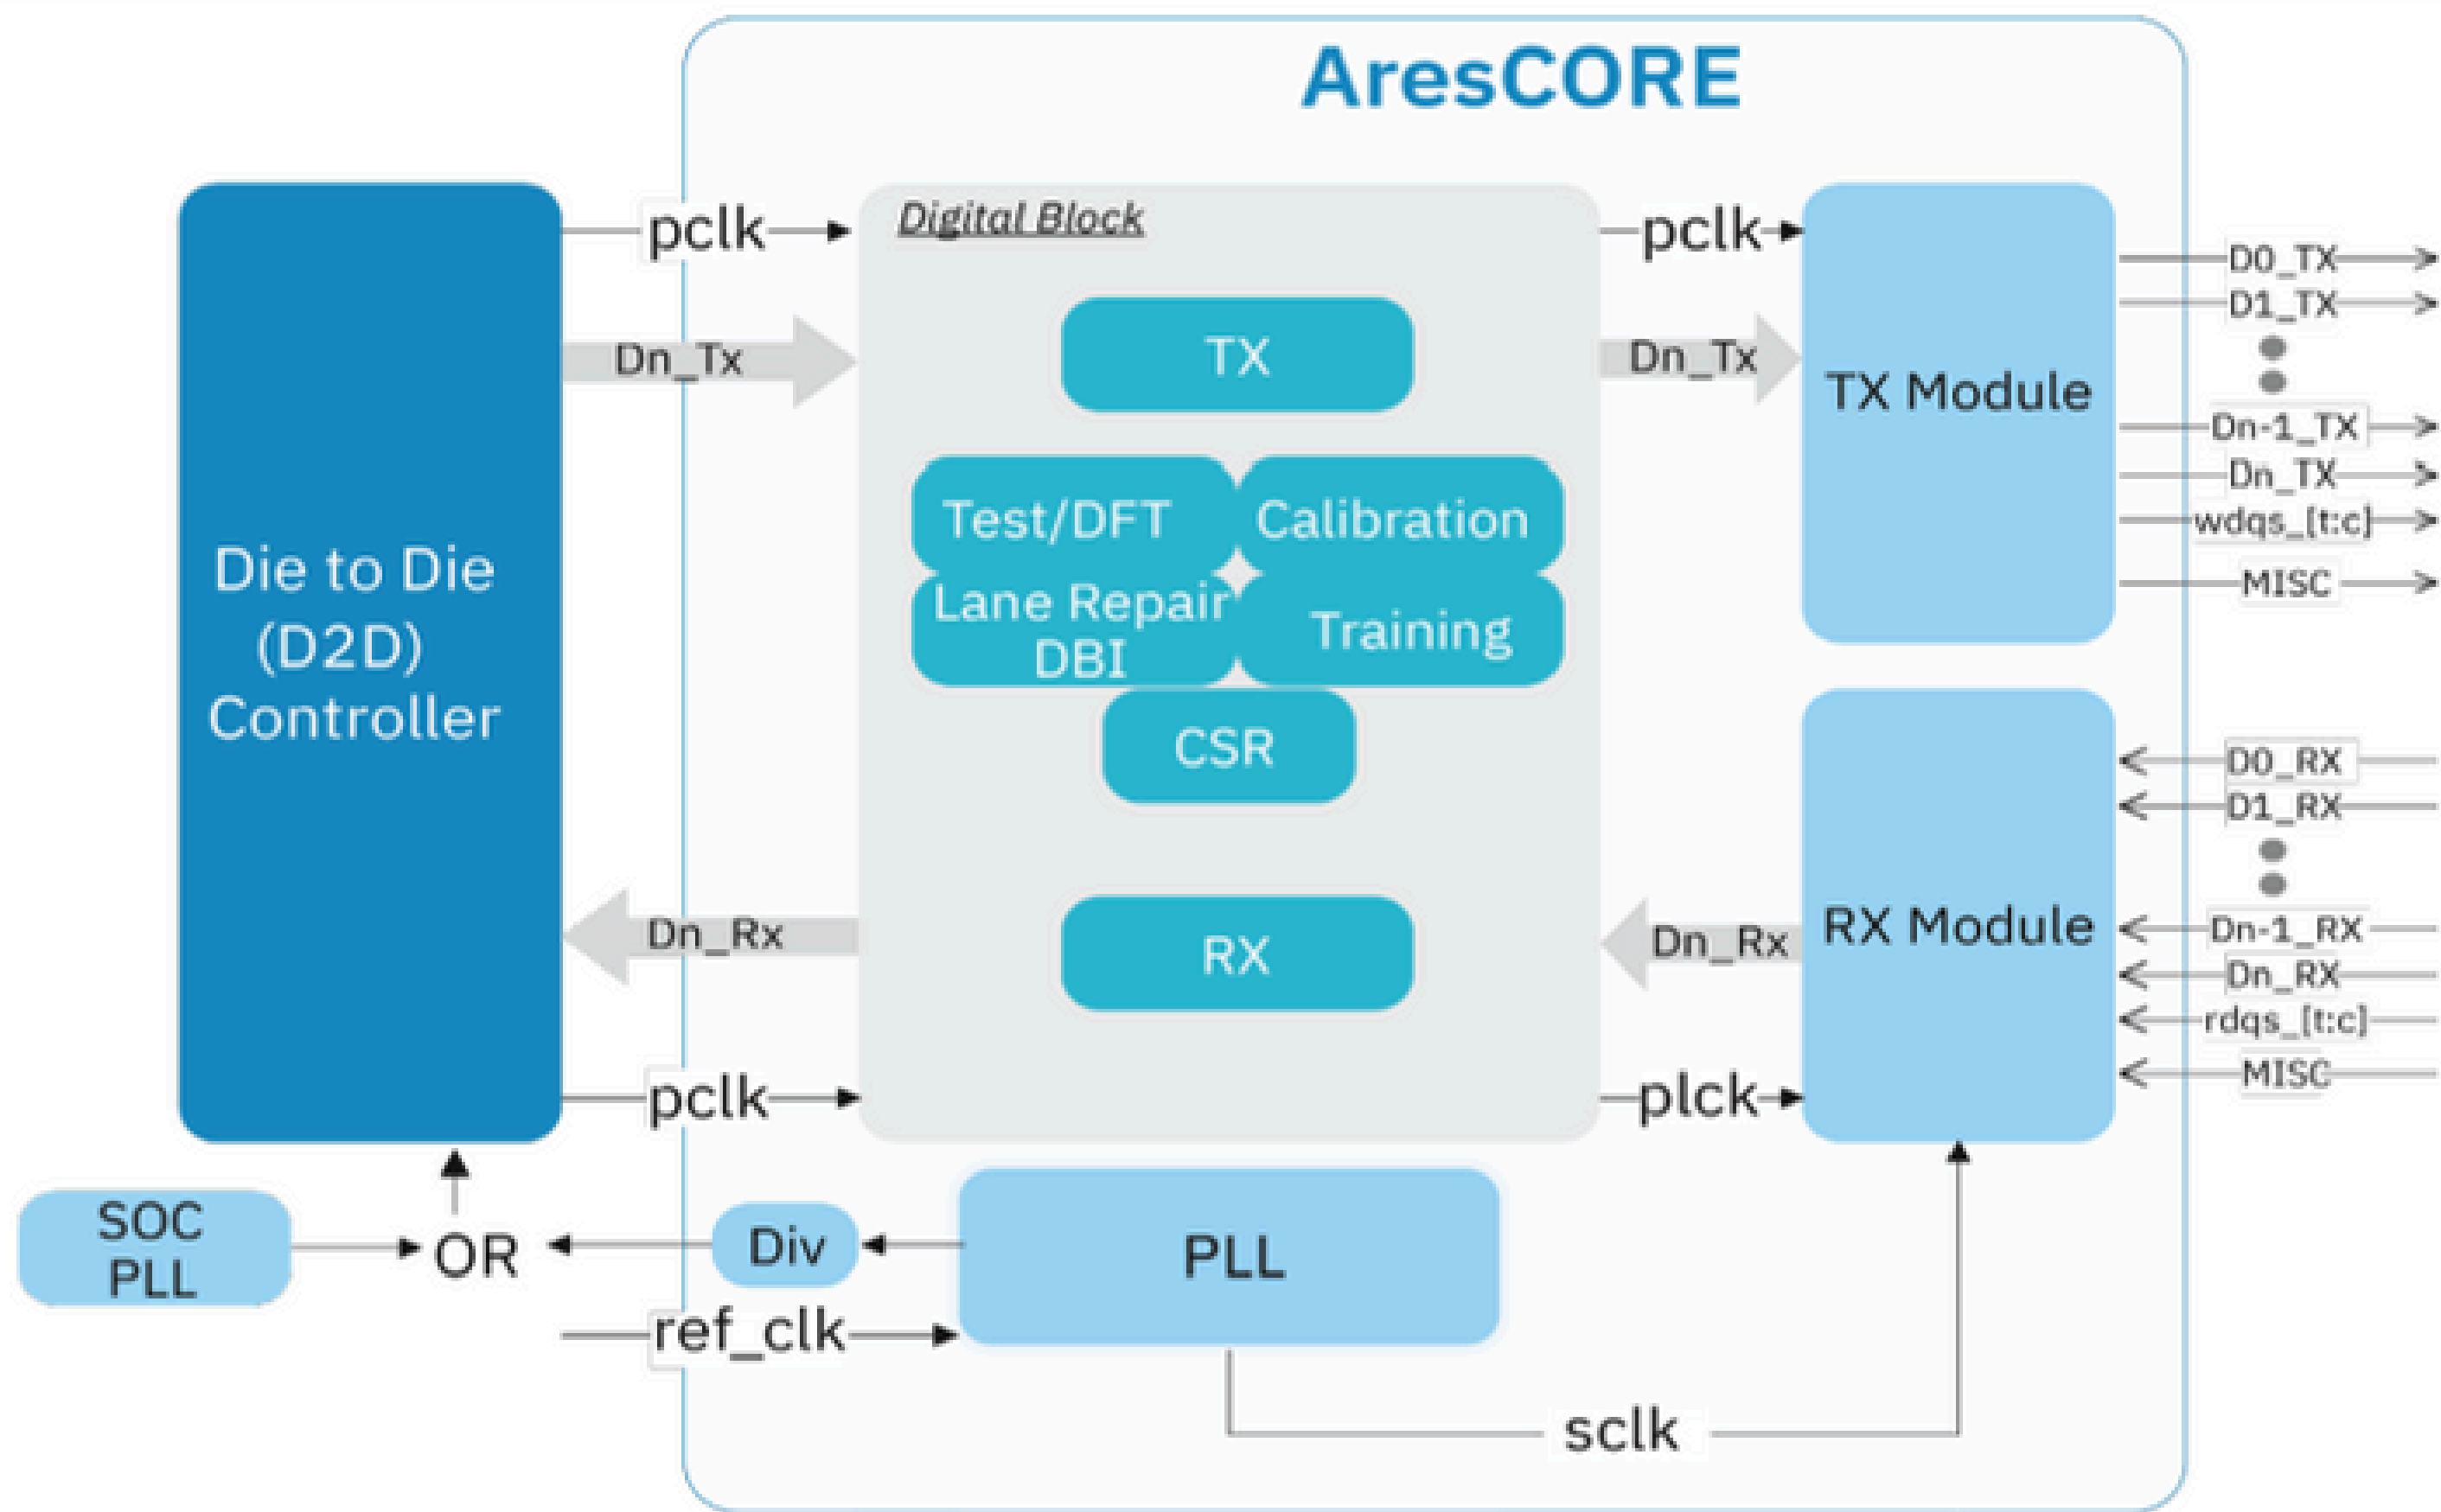 AresCORE
Digital Block
pclk
pclk
D0_TX
D1_TX
Dn_Tx
TX
Dn_Tx
TX Module
Dn-1_TX
Dn_TX
wdqs_[t:c]
MISC
Test/DFT
Calibration
Die to Die
(D2D)
Controller
Lane Repair
DBI
Training
CSR
D0_RX
D1_RX
Dn_Rx
RX
Dn_Rx
RX Module
Dn-1_RX
Dn_RX
rdqs_[t:c]
MISC
pclk
plck
SOC
PLL
OR
Div
PLL
ref_clk
sclk